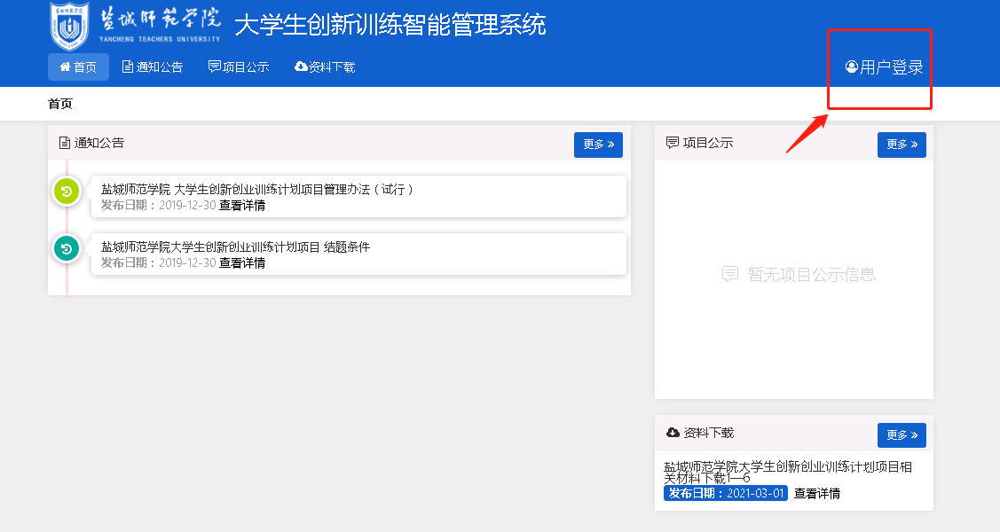 盐城师范学院
盐城师范学院 大学生创新训练智能管理系统
YANCHENG TEACHERS UNIVERSITY
首页 通知公告 项目公示 资料下载 用户登录
首页
通知公告 更多 »
盐城师范学院 大学生创新创业训练计划项目管理办法（试行）
发布日期：2019-12-30 查看详情
盐城师范学院大学生创新创业训练计划项目 结题条件
发布日期：2019-12-30 查看详情
项目公示 更多 »
暂无项目公示信息
资料下载 更多 »
盐城师范学院大学生创新创业训练计划项目相
关材料下载1—6
发布日期：2021-03-01 查看详情